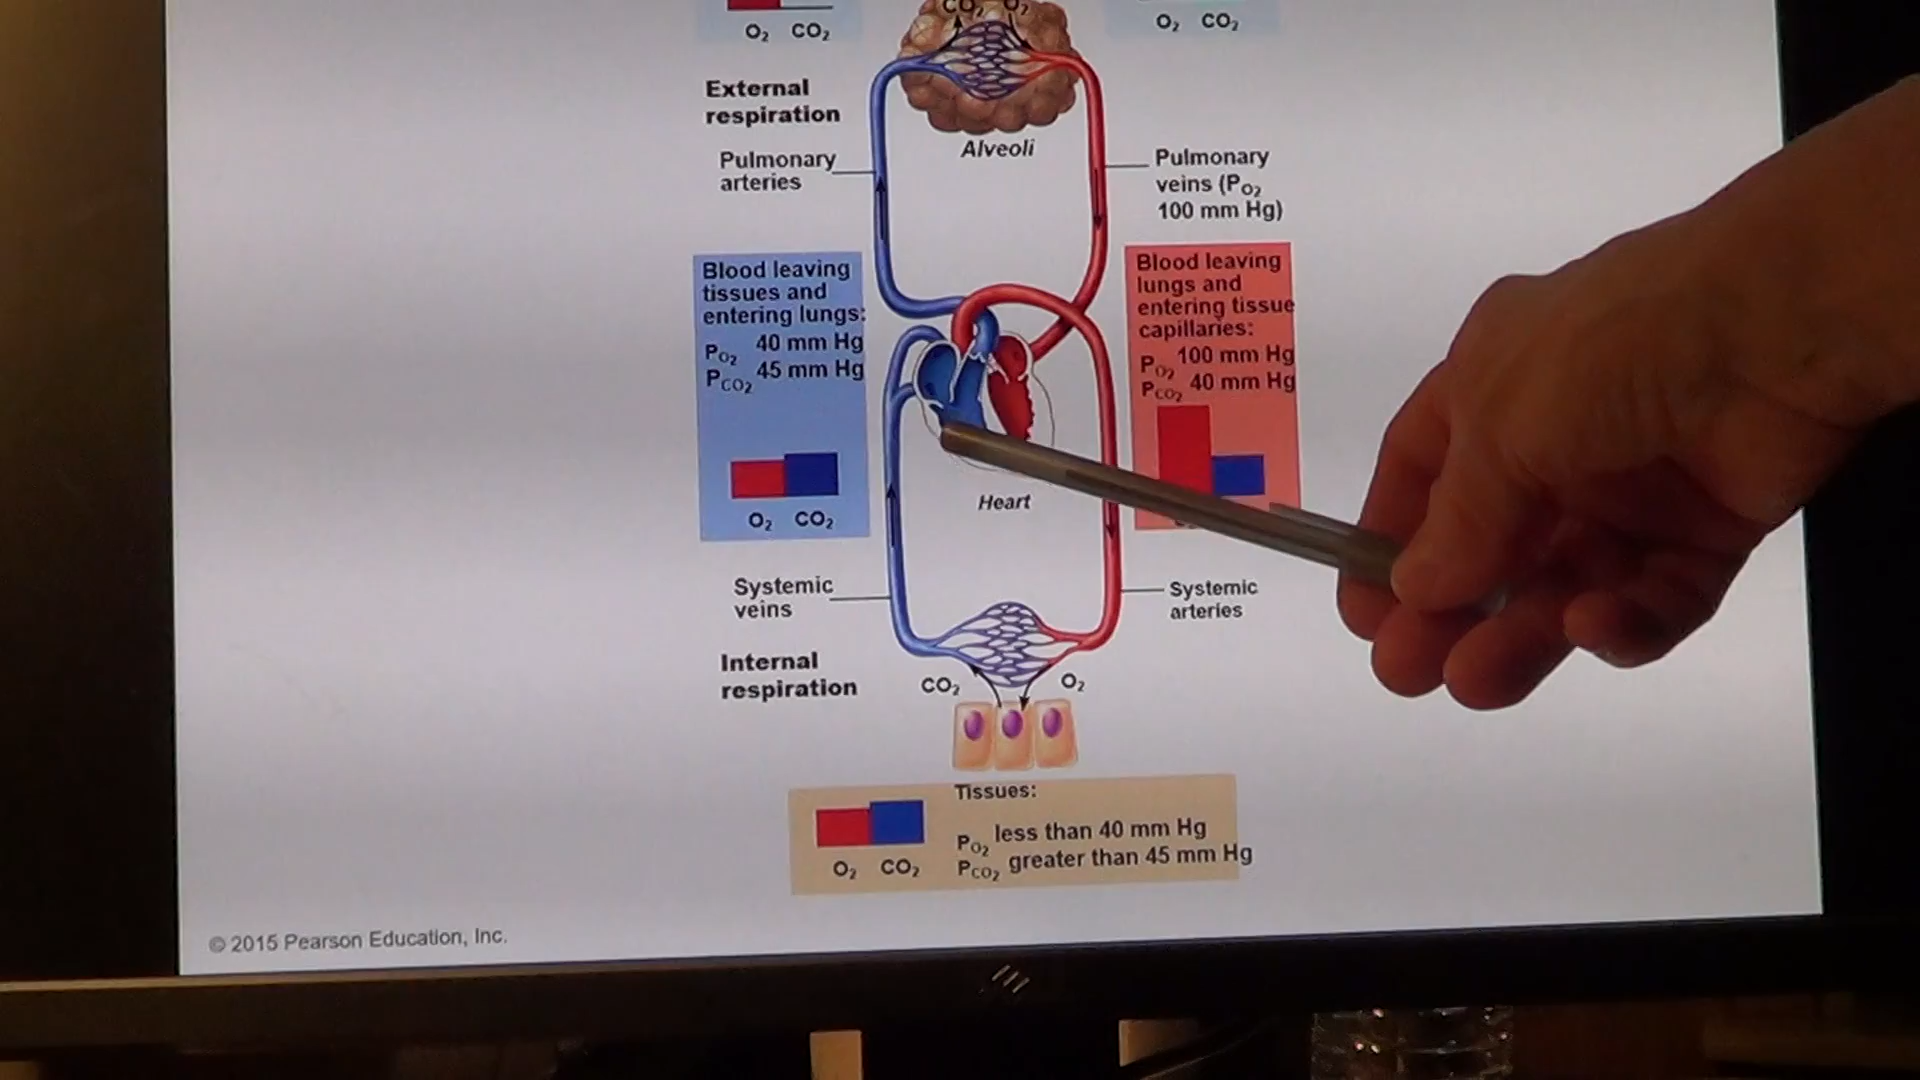 CO₂ O₂
O₂ CO₂
O₂ CO₂
External
respiration
Alveoli
Pulmonary
arteries
Pulmonary
veins (PO₂
100 mm Hg)
Blood leaving
tissues and
entering lungs:
PO₂ 40 mm Hg
PCO₂ 45 mm Hg
O₂ CO₂
Blood leaving
lungs and
entering tissue
capillaries:
PO₂ 100 mm Hg
PCO₂ 40 mm Hg
Heart
Systemic
veins
Systemic
arteries
Internal
respiration
CO₂ O₂
Tissues:
PO₂ less than 40 mm Hg
PCO₂ greater than 45 mm Hg
O₂ CO₂
© 2015 Pearson Education, Inc.